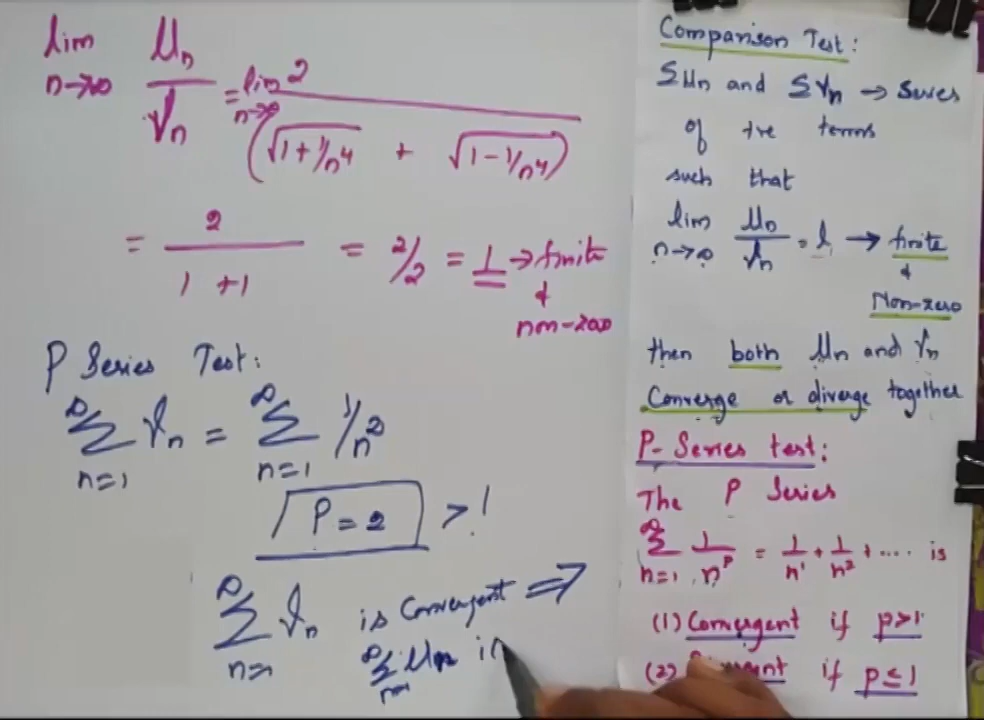 lim n→∞ Un/Vn = lim n→∞ 2/(√1+1/n⁴ + √1-1/n⁴)
= 2/(1+1) = 2/2 = 1 → finite
&
non-zero
P Series Test:
∞ Σ n=1 Vn = ∞ Σ n=1 1/n²
P = 2 > 1
∞ Σ n=1 Vn is Convergent ⇒
∞ Σ n=1 Un i
Comparison Test:
ΣUn and ΣVn → Series
of +ve terms
such that
lim n→∞ Un/Vn = l → finite
&
Non-zero
then both Un and Vn
Converge or diverge together
P-Series test:
The P Series
∞ Σ n=1 1/n^p = 1/n¹ + 1/n² + .... is
(1) Convergent if p>1
(2) if p ≤ 1